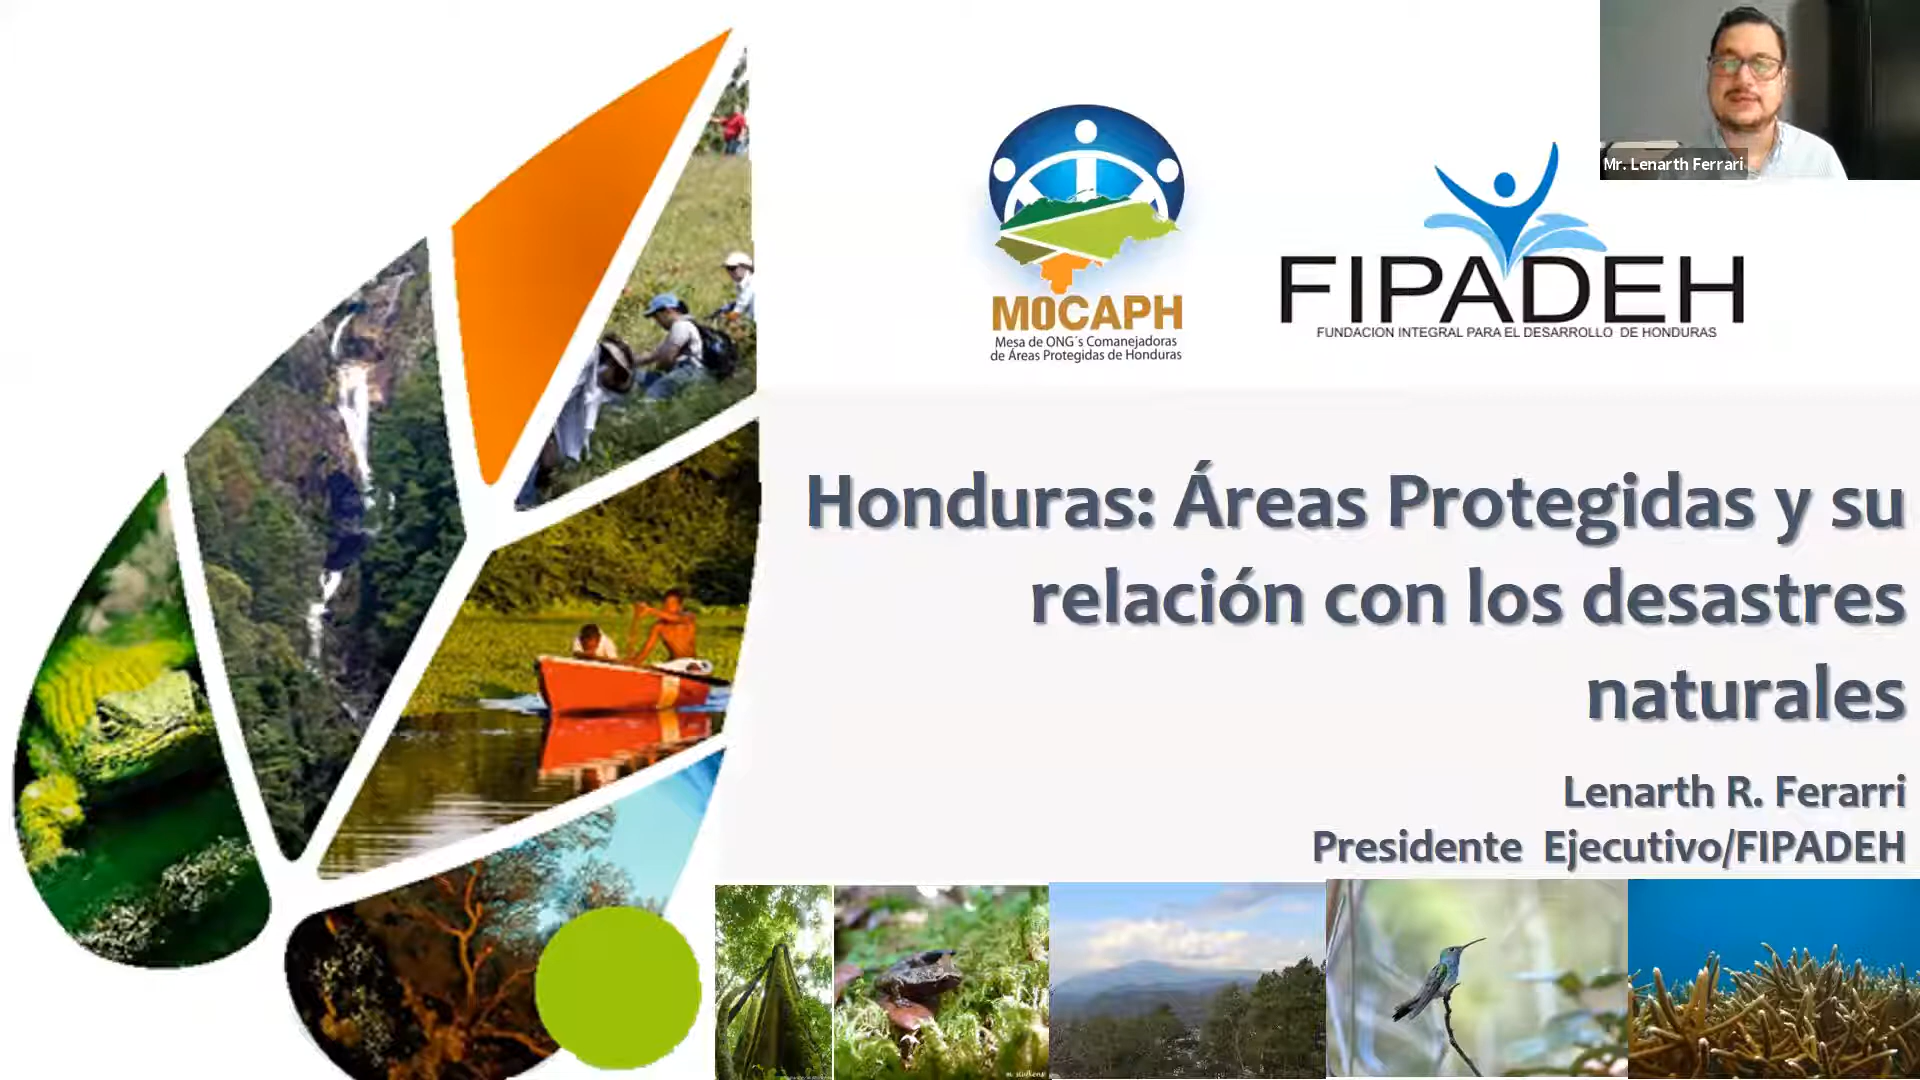 Mr. Lenarth Ferrari
MOCAPH
Mesa de ONG´s Comanejadoras
de Áreas Protegidas de Honduras
FIPADEH
FUNDACION INTEGRAL PARA EL DESARROLLO DE HONDURAS
Honduras: Áreas Protegidas y su
relación con los desastres
naturales
Lenarth R. Ferarri
Presidente Ejecutivo/FIPADEH